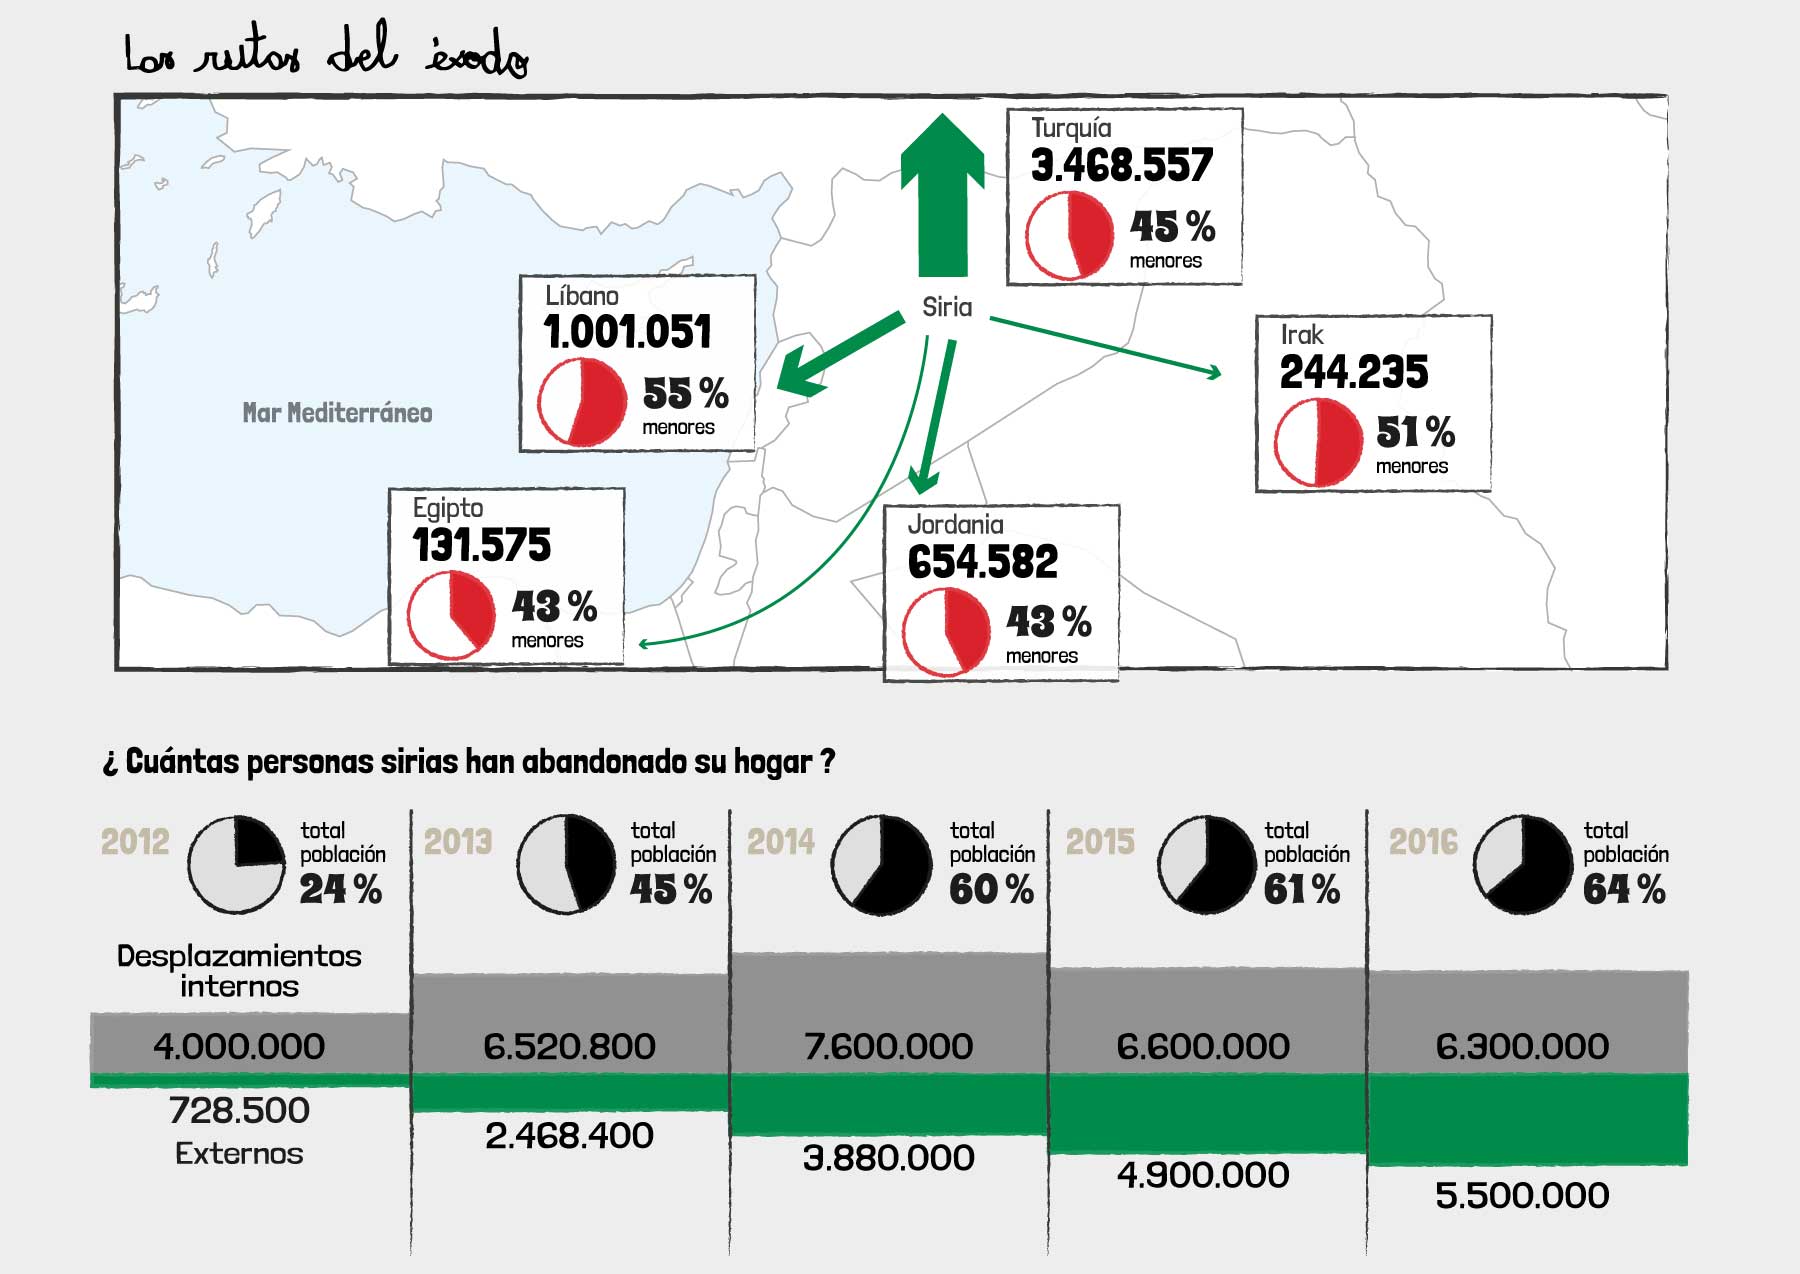 Las rutas del éxodo
Turquía
3.468.557
45 %
menores
Siria
Líbano
1.001.051
55 %
menores
Irak
244.235
51 %
menores
Mar Mediterráneo
Egipto
131.575
43 %
menores
Jordania
654.582
43 %
menores
¿ Cuántas personas sirias han abandonado su hogar ?
2012
total
población
24 %
2013
total
población
45 %
2014
total
población
60 %
2015
total
población
61 %
2016
total
población
64 %
Desplazamientos
internos
4.000.000
6.520.800
7.600.000
6.600.000
6.300.000
728.500
Externos
2.468.400
3.880.000
4.900.000
5.500.000